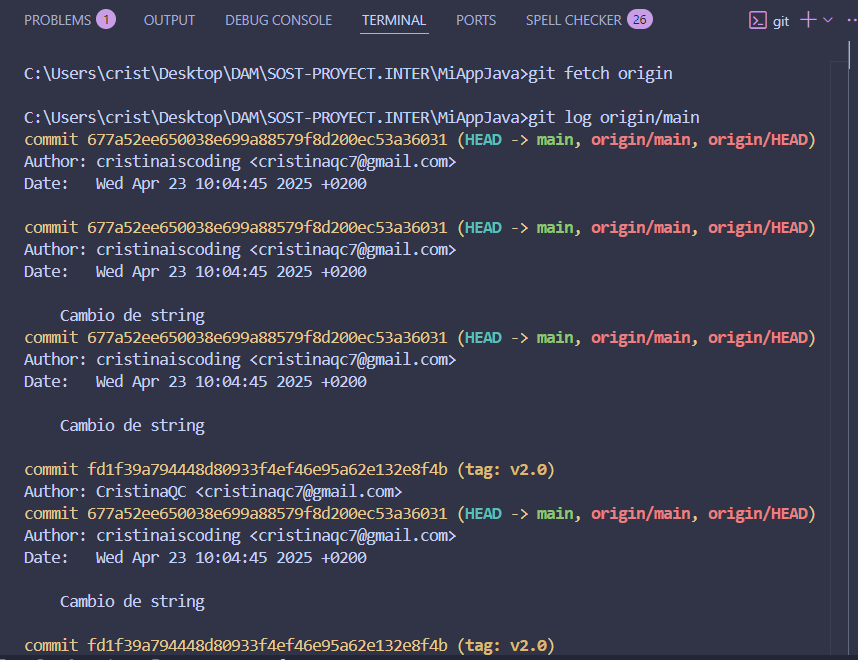 PROBLEMS 1 OUTPUT DEBUG CONSOLE TERMINAL PORTS SPELL CHECKER 26 git
C:\Users\crist\Desktop\DAM\SOST-PROYECT.INTER\MiAppJava>git fetch origin
C:\Users\crist\Desktop\DAM\SOST-PROYECT.INTER\MiAppJava>git log origin/main
commit 677a52ee650038e699a88579f8d200ec53a36031 (HEAD -> main, origin/main, origin/HEAD)
Author: cristinaiscoding <cristinaqc7@gmail.com>
Date:   Wed Apr 23 10:04:45 2025 +0200
commit 677a52ee650038e699a88579f8d200ec53a36031 (HEAD -> main, origin/main, origin/HEAD)
Author: cristinaiscoding <cristinaqc7@gmail.com>
Date:   Wed Apr 23 10:04:45 2025 +0200
Cambio de string
commit 677a52ee650038e699a88579f8d200ec53a36031 (HEAD -> main, origin/main, origin/HEAD)
Author: cristinaiscoding <cristinaqc7@gmail.com>
Date:   Wed Apr 23 10:04:45 2025 +0200
Cambio de string
commit fd1f39a794448d80933f4ef46e95a62e132e8f4b (tag: v2.0)
Author: CristinaQC <cristinaqc7@gmail.com>
commit 677a52ee650038e699a88579f8d200ec53a36031 (HEAD -> main, origin/main, origin/HEAD)
Author: cristinaiscoding <cristinaqc7@gmail.com>
Date:   Wed Apr 23 10:04:45 2025 +0200
Cambio de string
commit fd1f39a794448d80933f4ef46e95a62e132e8f4b (tag: v2.0)